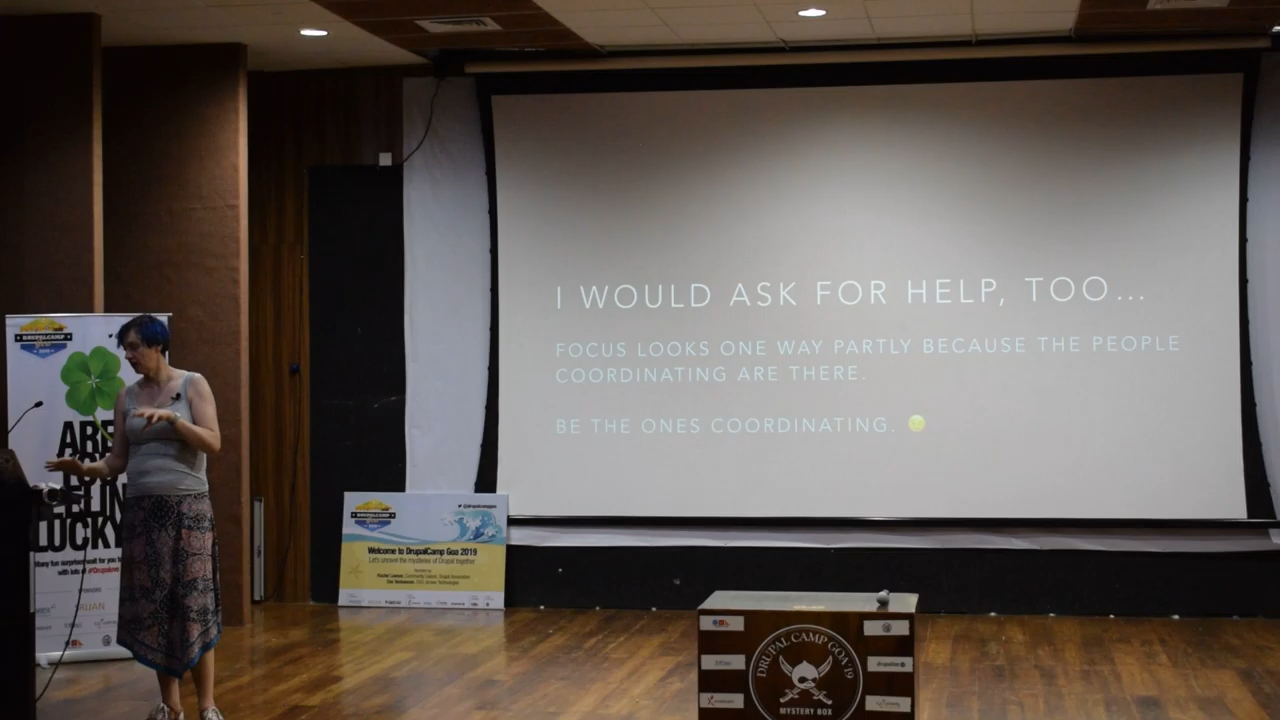 I WOULD ASK FOR HELP, TOO...
FOCUS LOOKS ONE WAY PARTLY BECAUSE THE PEOPLE
COORDINATING ARE THERE.
BE THE ONES COORDINATING.
DRUPALCAMP
ARE
LUCKY
DRUPALCAMP
@drupalcampgoa
Welcome to DrupalCamp Goa 2019
Let's unravel the mysteries of Drupal together
DRUPAL CAMP GOA'19
MYSTERY BOX